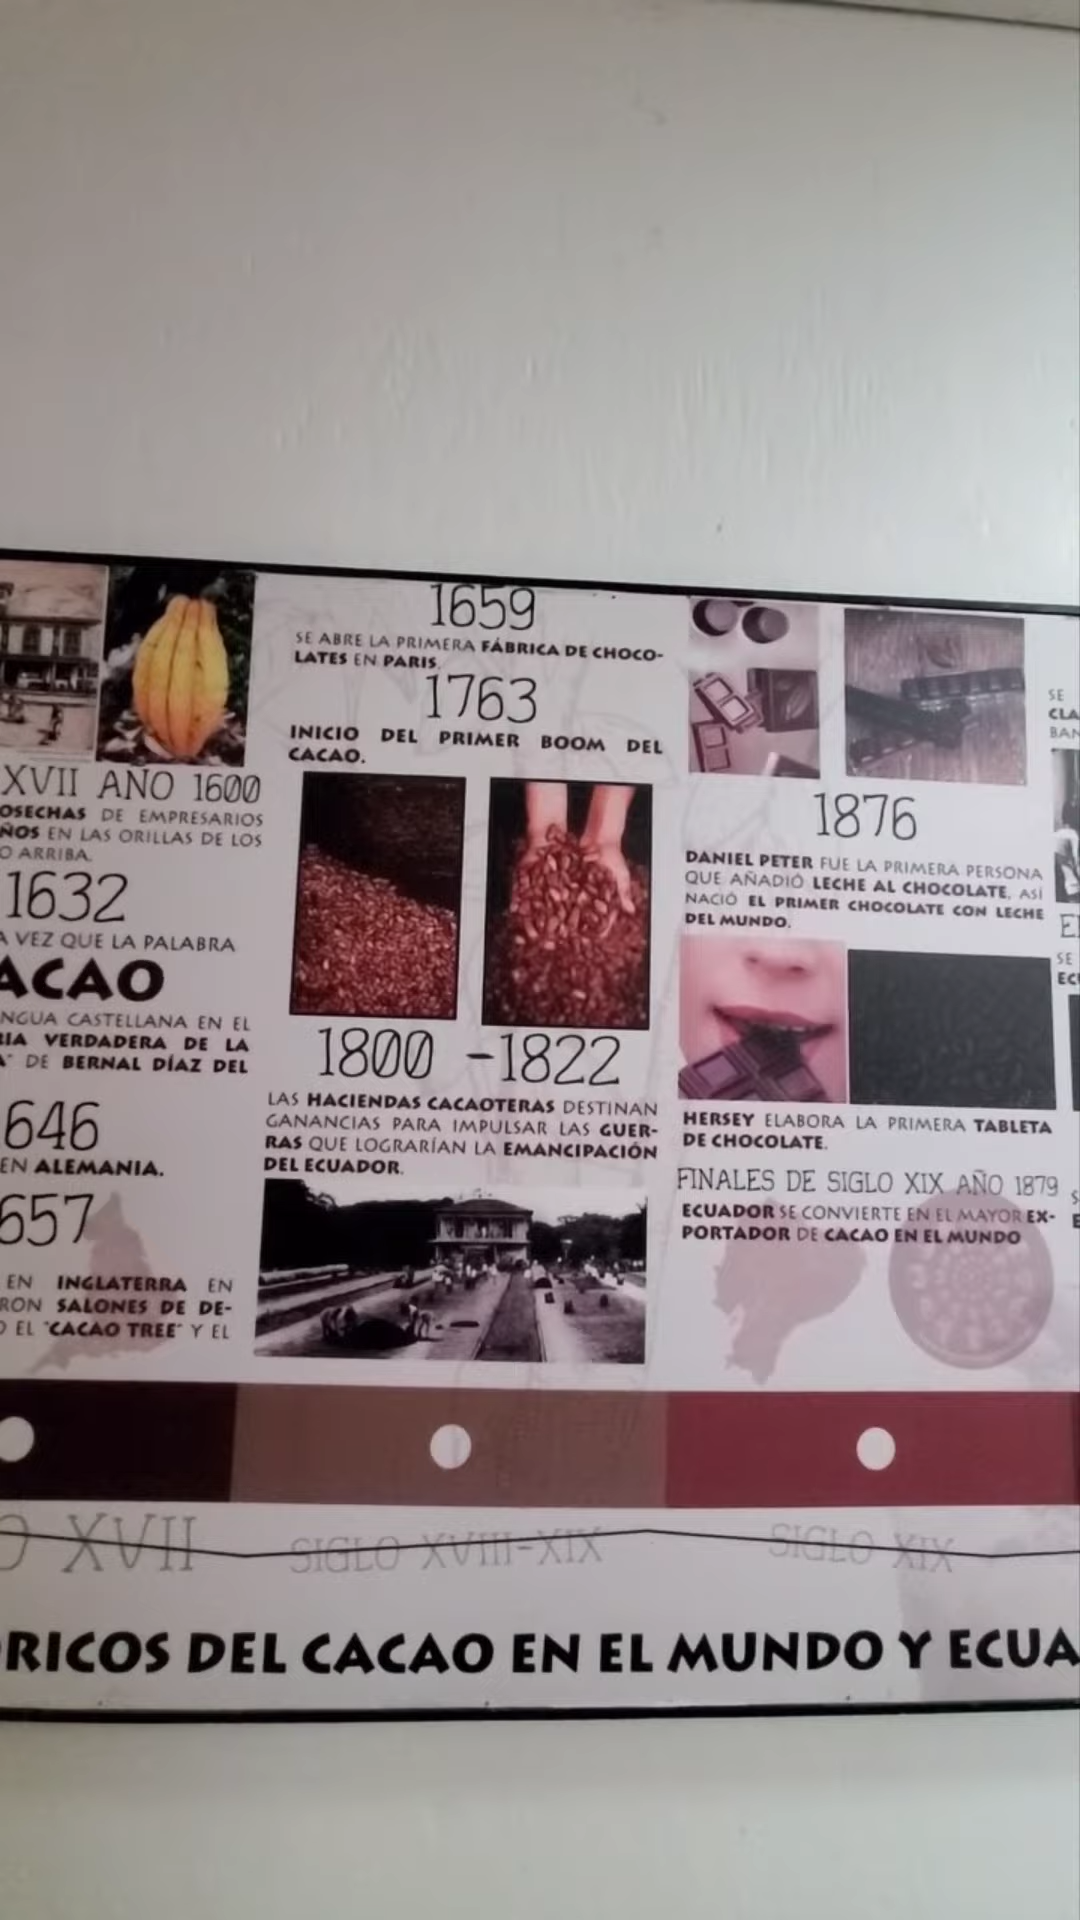 XVII AÑO 1600
OSECHAS DE EMPRESARIOS
ÑOS EN LAS ORILLAS DE LOS
O ARRIBA.
1632
A VEZ QUE LA PALABRA
ACAO
NGUA CASTELLANA EN EL
RIA VERDADERA DE LA
A" DE BERNAL DÍAZ DEL
646
EN ALEMANIA.
657
EN INGLATERRA EN
RON SALONES DE DE-
O EL "CACAO TREE" Y EL
1659
SE ABRE LA PRIMERA FÁBRICA DE CHOCO-
LATES EN PARIS.
1763
INICIO DEL PRIMER BOOM DEL
CACAO.
1800 -1822
LAS HACIENDAS CACAOTERAS DESTINAN
GANANCIAS PARA IMPULSAR LAS GUER-
RAS QUE LOGRARÍAN LA EMANCIPACIÓN
DEL ECUADOR.
1876
DANIEL PETER FUE LA PRIMERA PERSONA
QUE AÑADIÓ LECHE AL CHOCOLATE, ASÍ
NACIÓ EL PRIMER CHOCOLATE CON LECHE
DEL MUNDO.
HERSEY ELABORA LA PRIMERA TABLETA
DE CHOCOLATE.
FINALES DE SIGLO XIX AÑO 1879
ECUADOR SE CONVIERTE EN EL MAYOR EX-
PORTADOR DE CACAO EN EL MUNDO
SE
CLA
BAN
E
SE
ECU
S
E
O XVII
SIGLO XVIII-XIX
SIGLO XIX
ÓRICOS DEL CACAO EN EL MUNDO Y ECUA